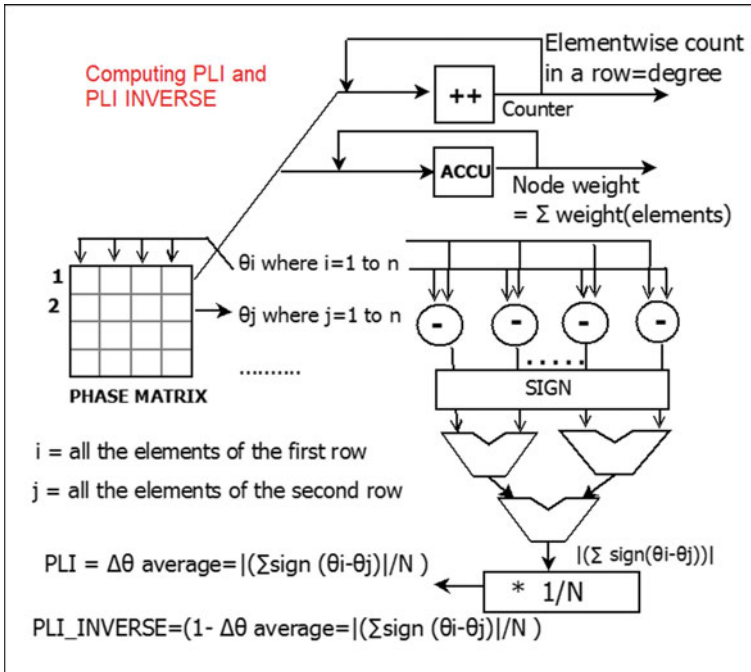 Computing PLI and
PLI INVERSE
++
Counter
Elementwise count
in a row=degree
ACCU
Node weight
= Σ weight(elements)
1
2
θi where i=1 to n
θj where j=1 to n
..........
PHASE MATRIX
- - - -
.....
SIGN
i = all the elements of the first row
j = all the elements of the second row
|(Σ sign(θi-θj))|
* 1/N
PLI = Δθ average=|(∑sign (θi-θj)|/N )
PLI_INVERSE=(1- Δθ average=|(∑sign (θi-θj)|/N )